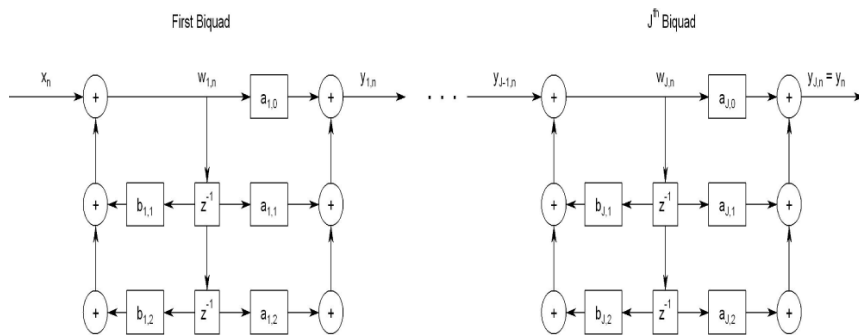 First Biquad
Jth Biquad
xn
w1,n
y1,n
. . .
yJ-1,n
wJ,n
yJ,n = yn
+
a1,0
+
+
aJ,0
+
+
b1,1
z-1
a1,1
+
+
bJ,1
z-1
aJ,1
+
+
b1,2
z-1
a1,2
+
+
bJ,2
z-1
aJ,2
+